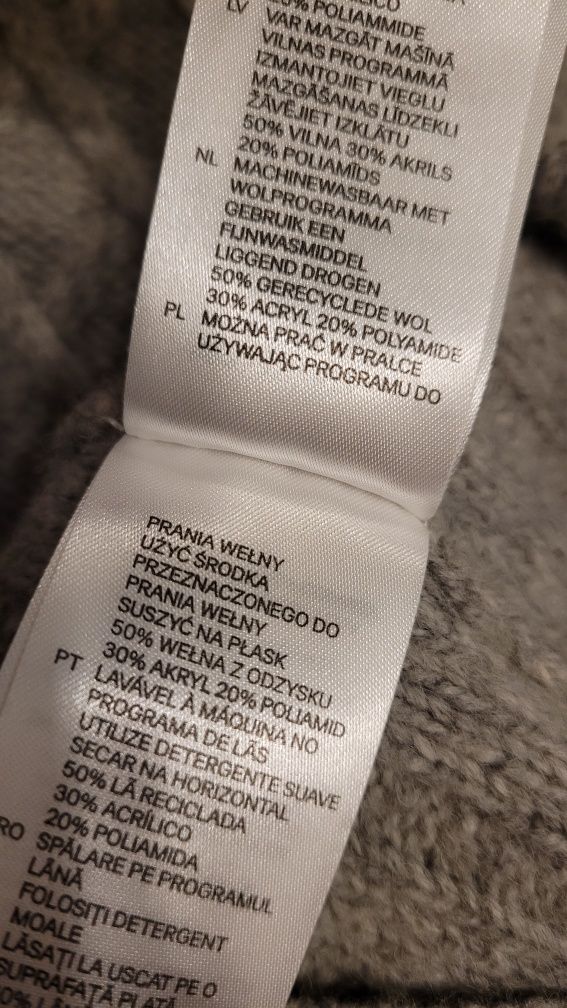 20% POLIAMMIDE
LV VAR MAZGĀT MAŠĪNĀ
VILNAS PROGRAMMĀ
IZMANTOJIET VIEGLU
MAZGĀŠANAS LĪDZEKLI
ŽĀVĒJIET IZKLĀTU
50% VILNA 30% AKRILS
20% POLIAMĪDS
NL MACHINEWASBAAR MET
WOLPROGRAMMA
GEBRUIK EEN
FIJNWASMIDDEL
LIGGEND DROGEN
50% GERECYCLEDE WOL
30% ACRYL 20% POLYAMIDE
PL MOŻNA PRAĆ W PRALCE
UŻYWAJĄC PROGRAMU DO
PRANIA WEŁNY
UŻYĆ ŚRODKA
PRZEZNACZONEGO DO
PRANIA WEŁNY
SUSZYĆ NA PŁASK
50% WEŁNA Z ODZYSKU
30% AKRYL 20% POLIAMID
PT LAVÁVEL À MÁQUINA NO
PROGRAMA DE LÃS
UTILIZE DETERGENTE SUAVE
SECAR NA HORIZONTAL
50% LÃ RECICLADA
30% ACRÍLICO
20% POLIAMIDA
RO SPĂLARE PE PROGRAMUL
LÂNĂ
FOLOSIȚI DETERGENT
MOALE
LĂSAȚI LA USCAT PE O
SUPRAFAȚĂ PLATĂ